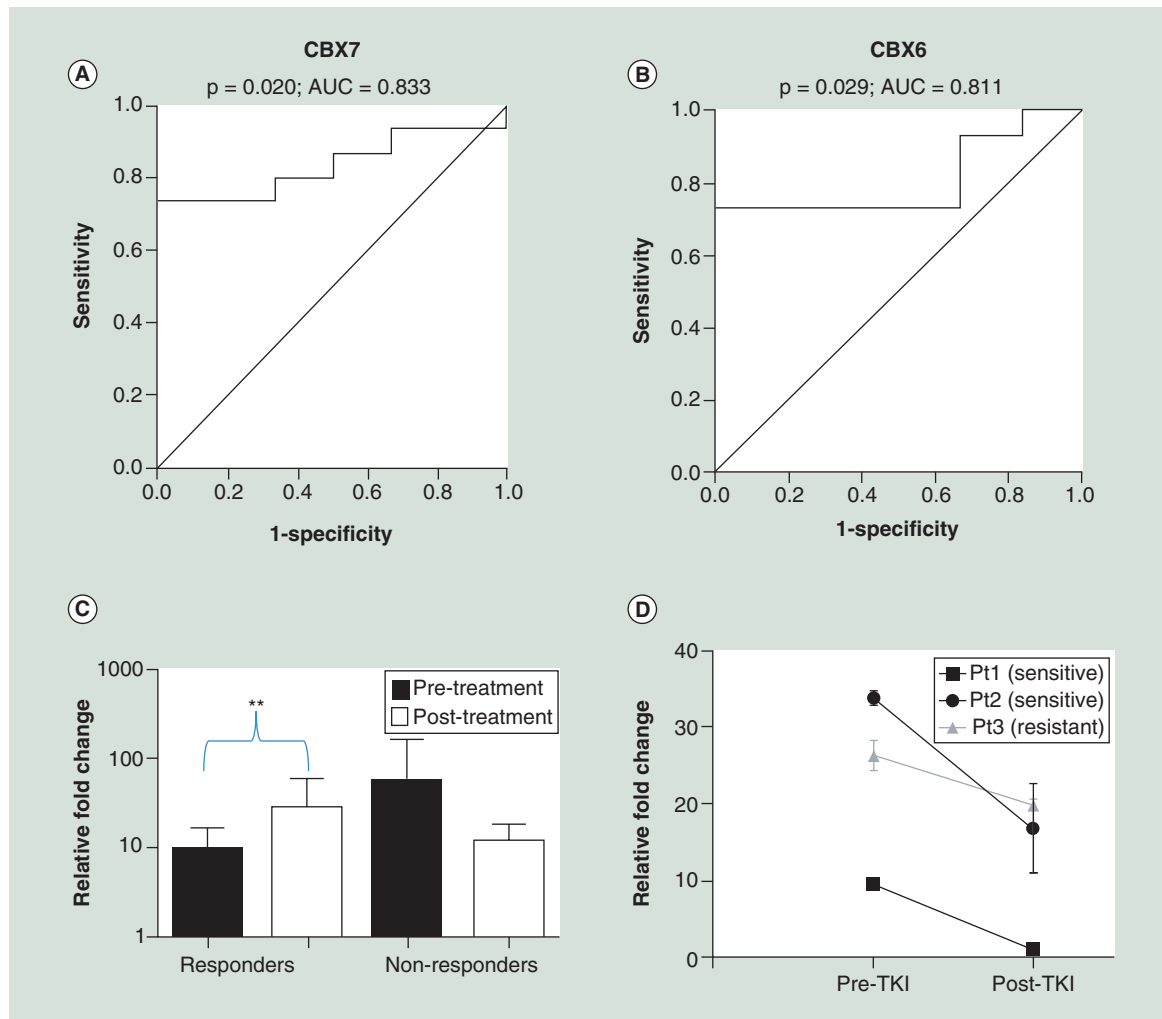 A
CBX7
p = 0.020; AUC = 0.833
1.0
0.8
0.6
0.4
0.2
0.0
0.0 0.2 0.4 0.6 0.8 1.0
Sensitivity
1-specificity
B
CBX6
p = 0.029; AUC = 0.811
1.0
0.8
0.6
0.4
0.2
0.0
0.0 0.2 0.4 0.6 0.8 1.0
Sensitivity
1-specificity
C
1000
100
10
1
Relative fold change
**
Pre-treatment
Post-treatment
Responders Non-responders
D
40
30
20
10
0
Relative fold change
Pt1 (sensitive)
Pt2 (sensitive)
Pt3 (resistant)
Pre-TKI Post-TKI